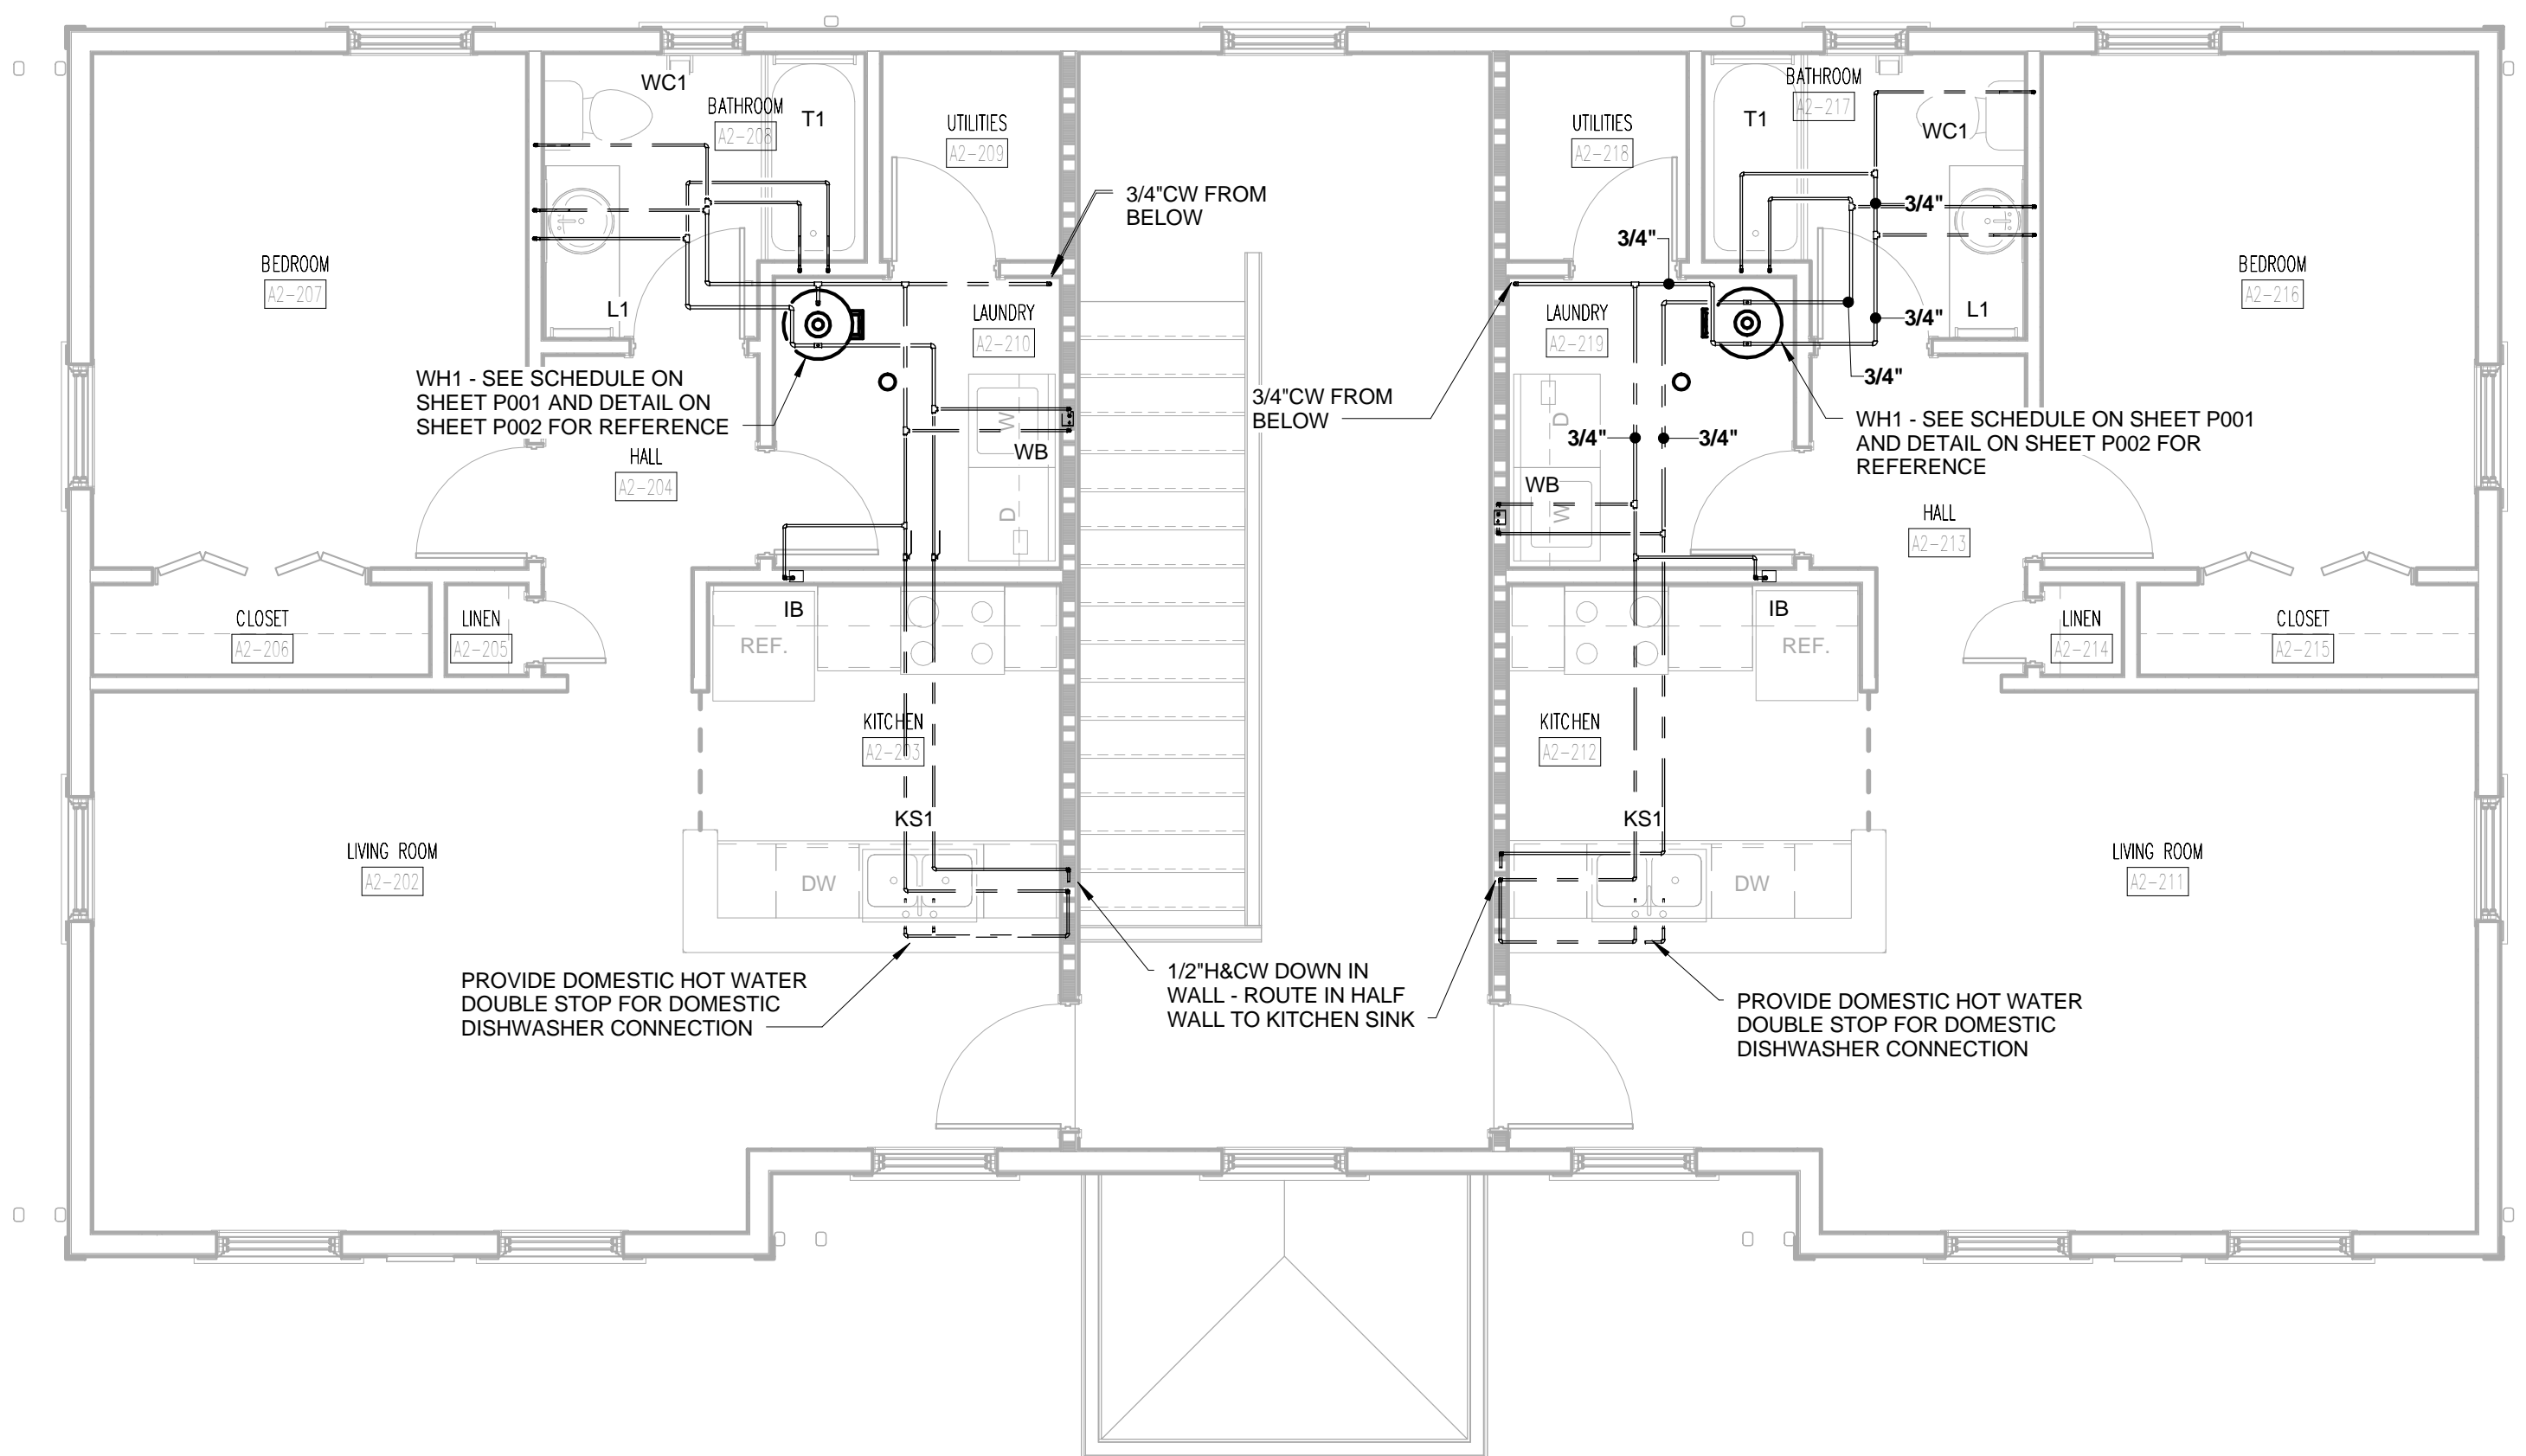 WC1
BATHROOM
A2-208
T1
UTILITIES
A2-209
3/4"CW FROM
BELOW
BEDROOM
A2-207
L1
LAUNDRY
A2-210
WH1 - SEE SCHEDULE ON
SHEET P001 AND DETAIL ON
SHEET P002 FOR REFERENCE
W
WB
D
HALL
A2-204
CLOSET
A2-206
LINEN
A2-205
IB
REF.
KITCHEN
A2-203
KS1
DW
LIVING ROOM
A2-202
PROVIDE DOMESTIC HOT WATER
DOUBLE STOP FOR DOMESTIC
DISHWASHER CONNECTION
1/2"H&CW DOWN IN
WALL - ROUTE IN HALF
WALL TO KITCHEN SINK
UTILITIES
A2-218
T1
BATHROOM
A2-217
WC1
3/4"
3/4"
BEDROOM
A2-216
LAUNDRY
A2-219
3/4"
L1
3/4"
3/4"CW FROM
BELOW
D
3/4"
3/4"
WH1 - SEE SCHEDULE ON SHEET P001
AND DETAIL ON SHEET P002 FOR
REFERENCE
WB
W
HALL
A2-213
IB
REF.
LINEN
A2-214
CLOSET
A2-215
KITCHEN
A2-212
KS1
DW
LIVING ROOM
A2-211
PROVIDE DOMESTIC HOT WATER
DOUBLE STOP FOR DOMESTIC
DISHWASHER CONNECTION